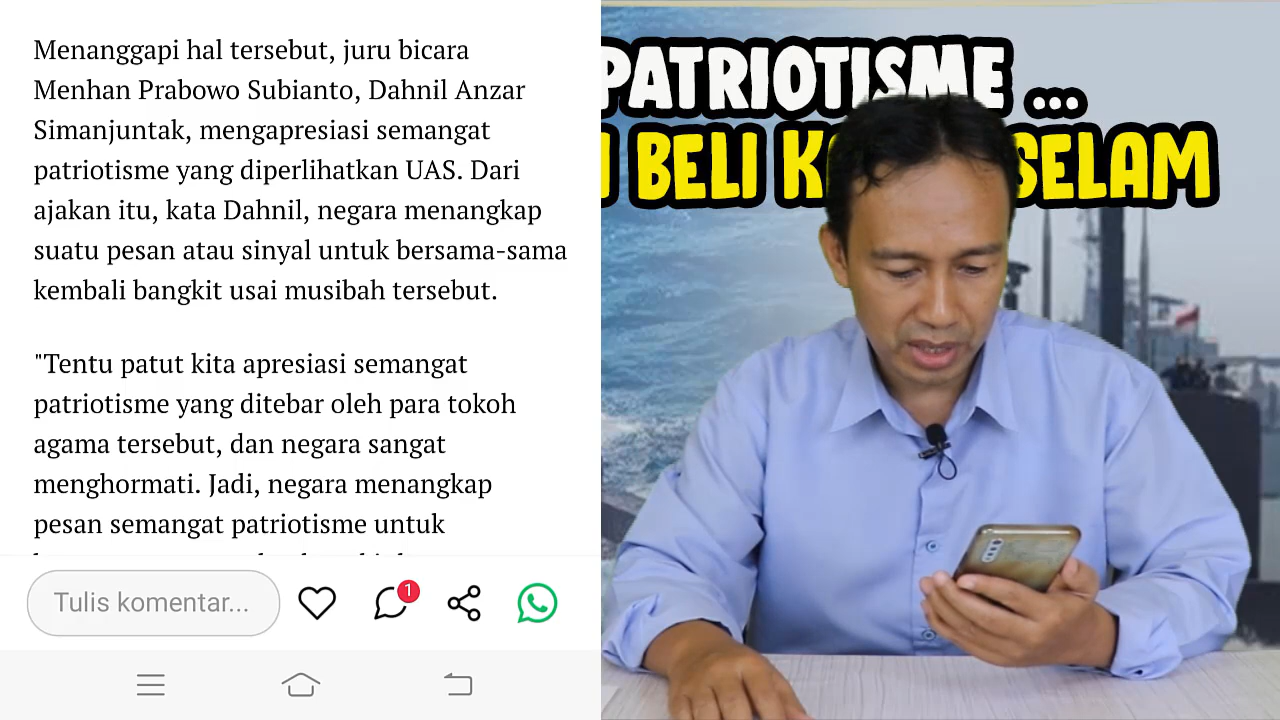 Menanggapi hal tersebut, juru bicara
Menhan Prabowo Subianto, Dahnil Anzar
Simanjuntak, mengapresiasi semangat
patriotisme yang diperlihatkan UAS. Dari
ajakan itu, kata Dahnil, negara menangkap
suatu pesan atau sinyal untuk bersama-sama
kembali bangkit usai musibah tersebut.
"Tentu patut kita apresiasi semangat
patriotisme yang ditebar oleh para tokoh
agama tersebut, dan negara sangat
menghormati. Jadi, negara menangkap
pesan semangat patriotisme untuk
Tulis komentar...
1
PATRIOTISME ...
BELI SELAM